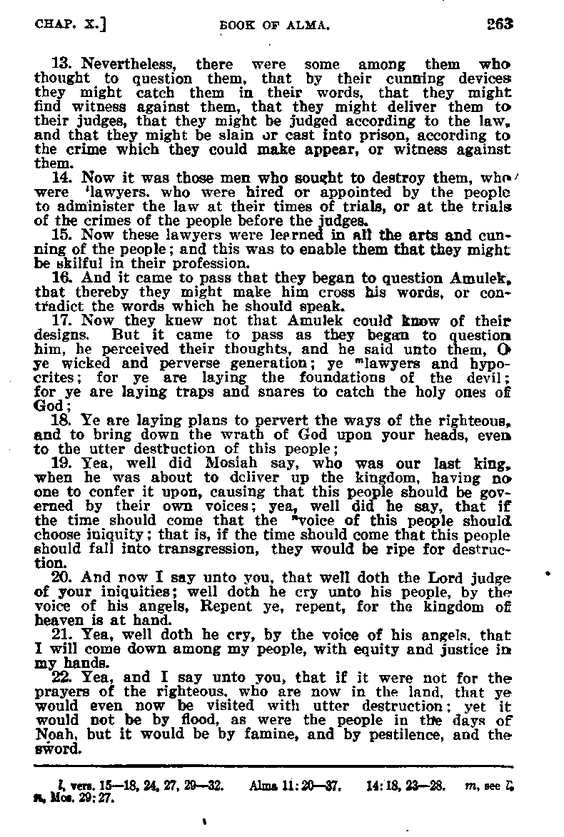 CHAP. X.] BOOK OF ALMA. 263
13. Nevertheless, there were some among them who
thought to question them, that by their cunning devices
they might catch them in their words, that they might
find witness against them, that they might deliver them to
their judges, that they might be judged according to the law,
and that they might be slain or cast into prison, according to
the crime which they could make appear, or witness against
them.
14. Now it was those men who sought to destroy them, who
were ˡlawyers, who were hired or appointed by the people
to administer the law at their times of trials, or at the trials
of the crimes of the people before the judges.
15. Now these lawyers were learned in all the arts and cun-
ning of the people; and this was to enable them that they might
be skilful in their profession.
16. And it came to pass that they began to question Amulek,
that thereby they might make him cross his words, or con-
tradict the words which he should speak.
17. Now they knew not that Amulek could know of their
designs. But it came to pass as they began to question
him, he perceived their thoughts, and he said unto them, O
ye wicked and perverse generation; ye ᵐlawyers and hypo-
crites; for ye are laying the foundations of the devil;
for ye are laying traps and snares to catch the holy ones of
God;
18. Ye are laying plans to pervert the ways of the righteous,
and to bring down the wrath of God upon your heads, even
to the utter destruction of this people;
19. Yea, well did Mosiah say, who was our last king,
when he was about to deliver up the kingdom, having no
one to confer it upon, causing that this people should be gov-
erned by their own voices; yea, well did he say, that if
the time should come that the ⁿvoice of this people should
choose iniquity; that is, if the time should come that this people
should fall into transgression, they would be ripe for destruc-
tion.
20. And now I say unto you, that well doth the Lord judge
of your iniquities; well doth he cry unto his people, by the
voice of his angels, Repent ye, repent, for the kingdom of
heaven is at hand.
21. Yea, well doth he cry, by the voice of his angels, that
I will come down among my people, with equity and justice in
my hands.
22. Yea, and I say unto you, that if it were not for the
prayers of the righteous, who are now in the land, that ye
would even now be visited with utter destruction; yet it
would not be by flood, as were the people in the days of
Noah, but it would be by famine, and by pestilence, and the
sword.
l, vers. 15—18, 24, 27, 29—32. Alma 11:20—37. 14:18, 23—28. m, see l.
n, Mos. 29:27.